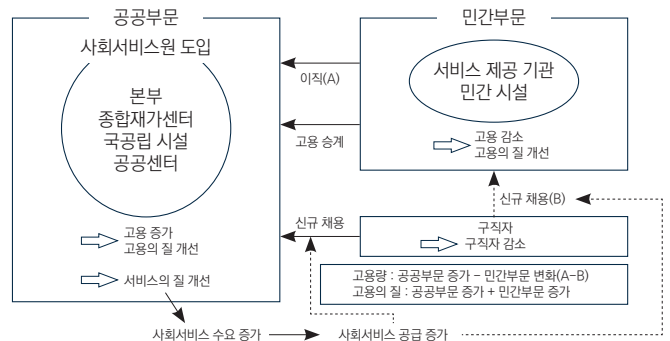 공공부문
사회서비스원 도입
본부
종합재가센터
국공립 시설
공공센터
고용 증가
고용의 질 개선
서비스의 질 개선
이직(A)
고용 승계
신규 채용
민간부문
서비스 제공 기관
민간 시설
고용 감소
고용의 질 개선
신규 채용(B)
구직자
구직자 감소
고용량 : 공공부문 증가 – 민간부문 변화(A–B)
고용의 질 : 공공부문 증가 + 민간부문 증가
사회서비스 수요 증가
사회서비스 공급 증가